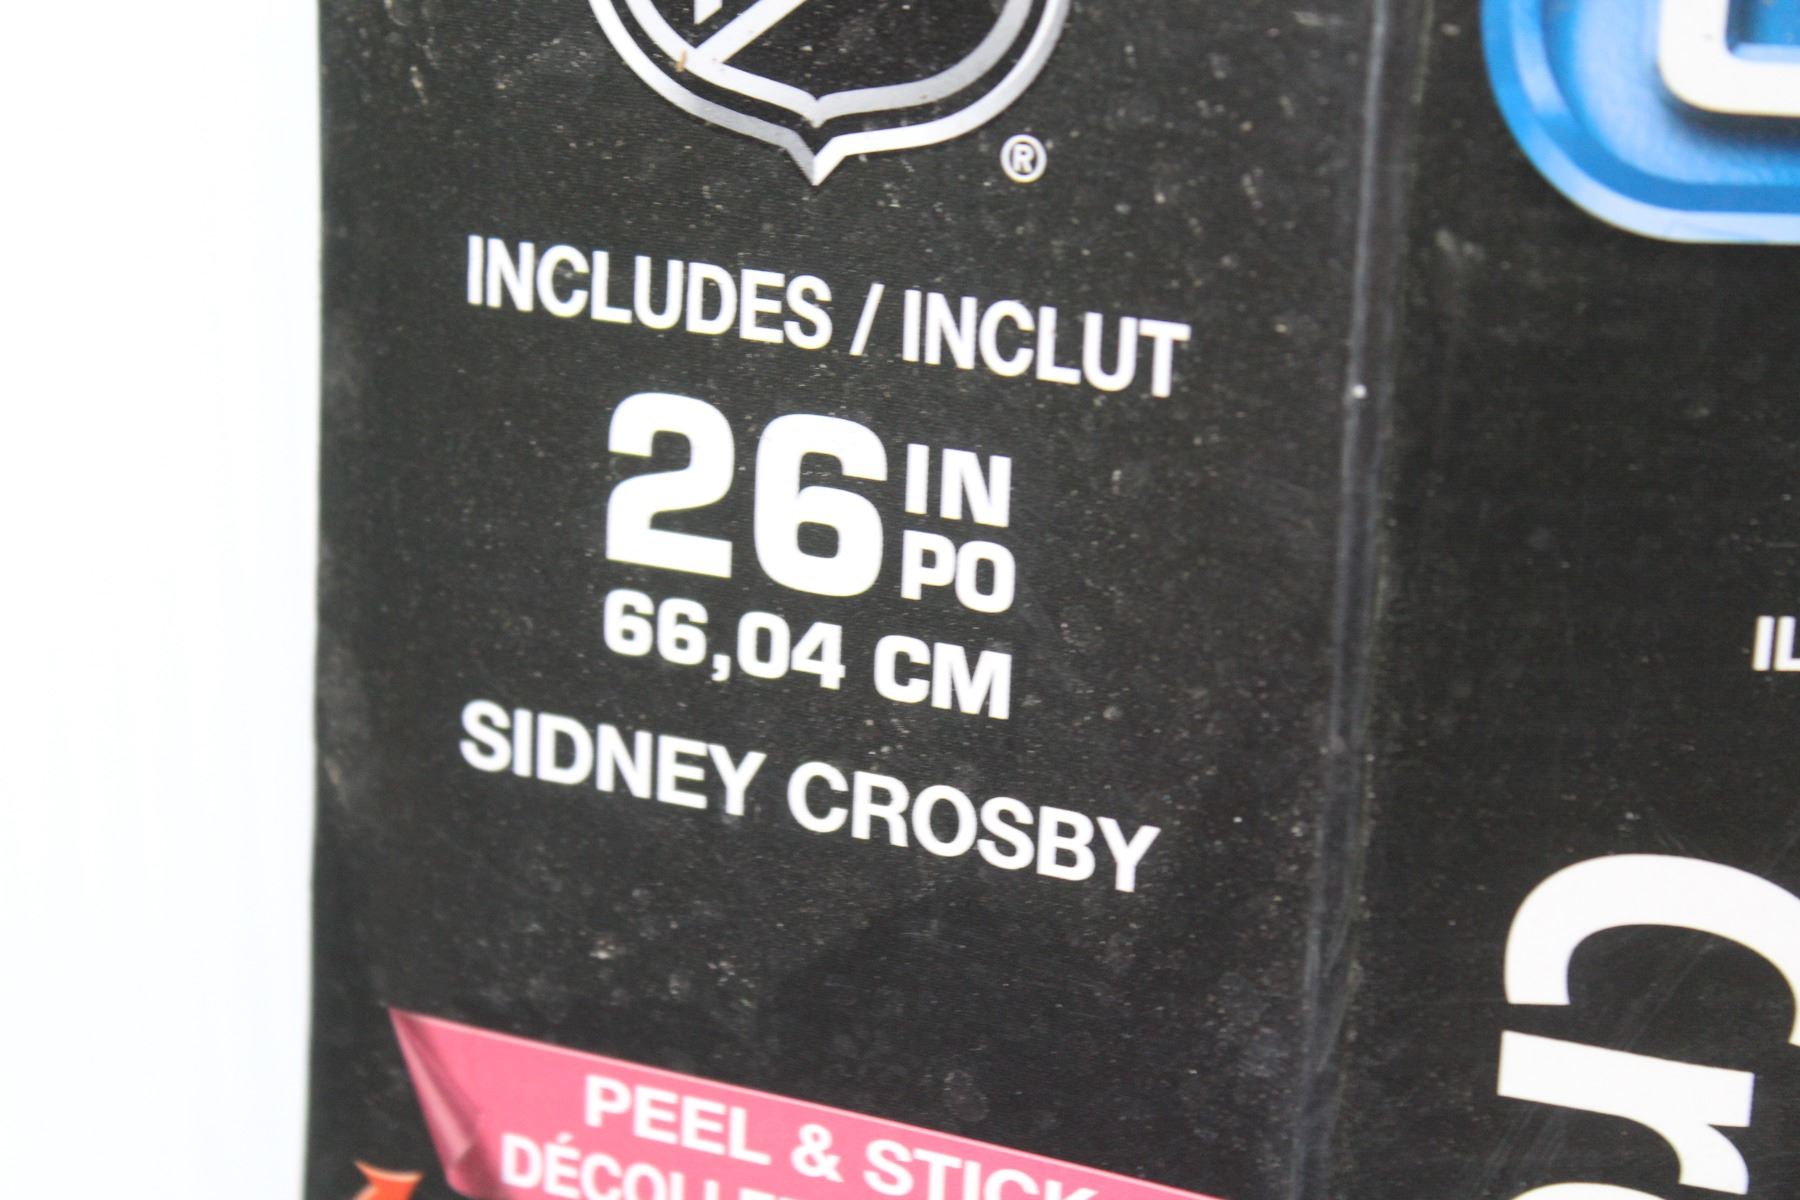 ®
INCLUDES / INCLUT
26 IN
PO
66,04 CM
SIDNEY CROSBY
PEEL & STICK